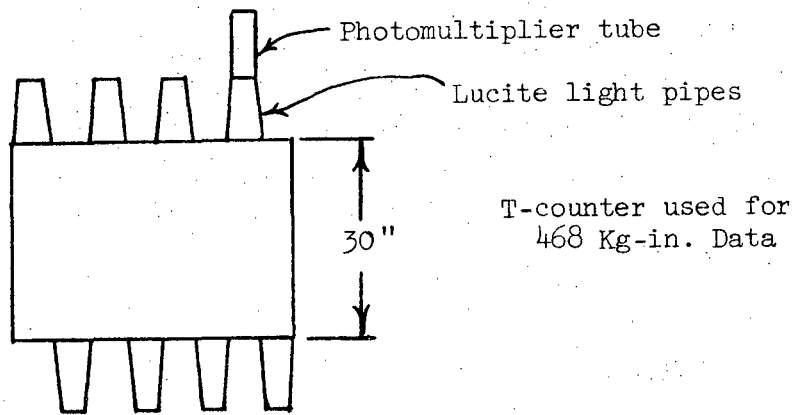 Photomultiplier tube
Lucite light pipes
T-counter used for
468 Kg-in. Data
30"